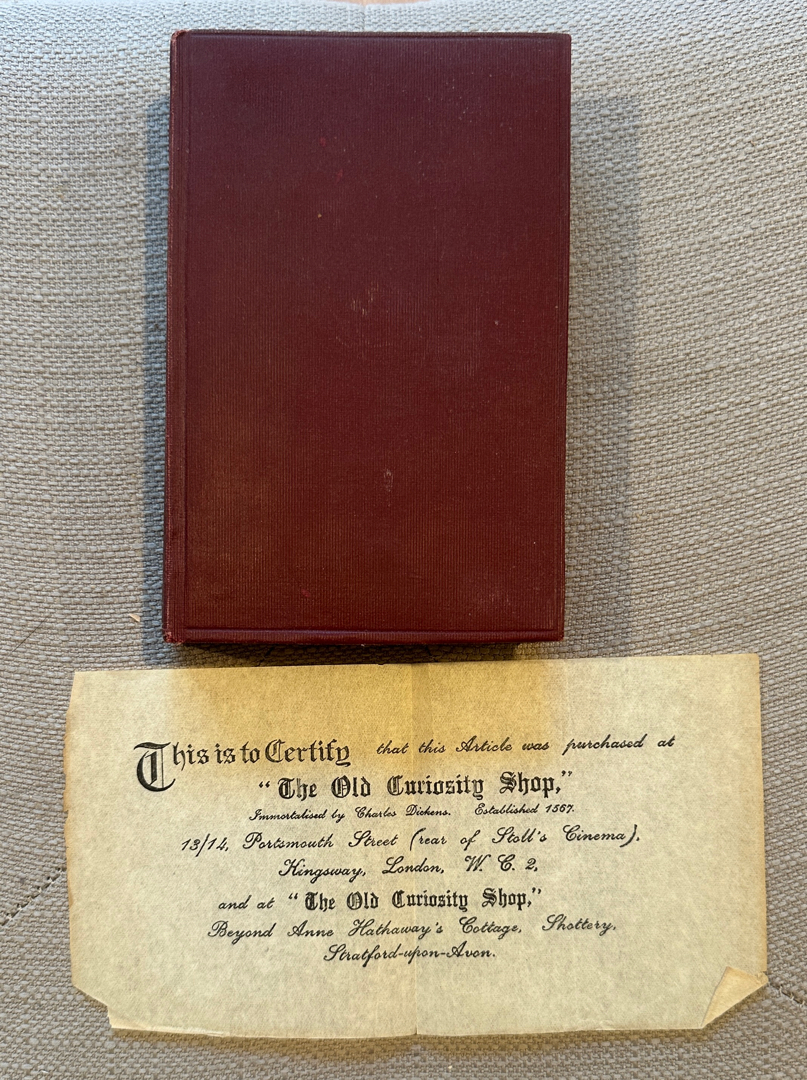 This is to Certify that this Article was purchased at
“The Old Curiosity Shop,”
Immortalised by Charles Dickens. Established 1567.
13/14, Portsmouth Street (rear of Stoll's Cinema),
Kingsway, London, W. C. 2,
and at “The Old Curiosity Shop,”
Beyond Anne Hathaway's Cottage, Shottery,
Stratford-upon-Avon.